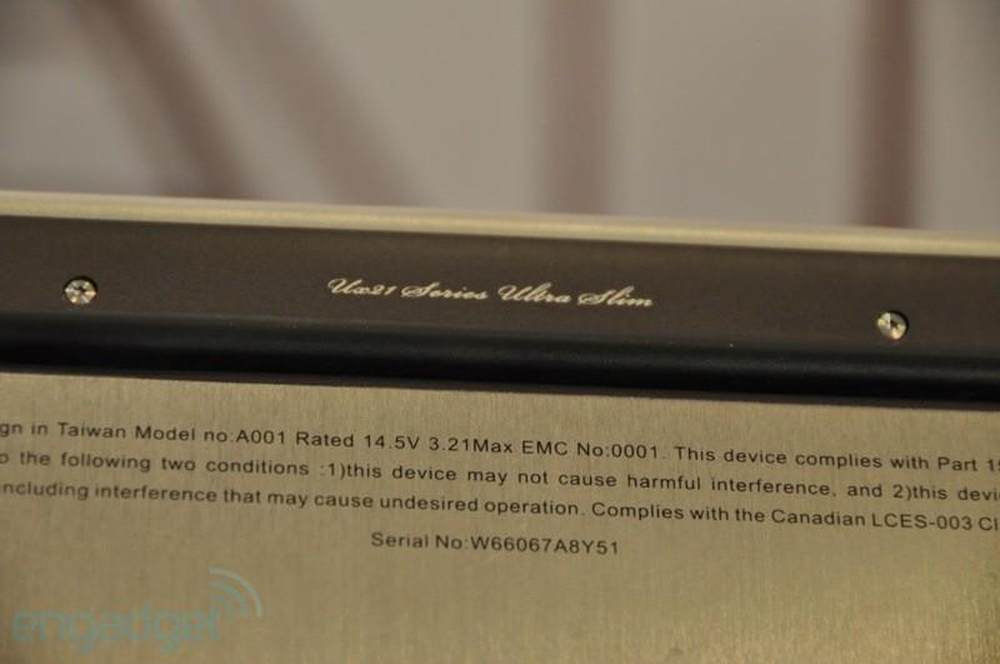 Ux21 Series Ultra Slim
gn in Taiwan Model no:A001 Rated 14.5V 3.21Max EMC No:0001. This device complies with Part 15
o the following two conditions :1)this device may not cause harmful interference, and 2)this devi
including interference that may cause undesired operation. Complies with the Canadian LCES-003 Cl
Serial No:W66067A8Y51
engadget